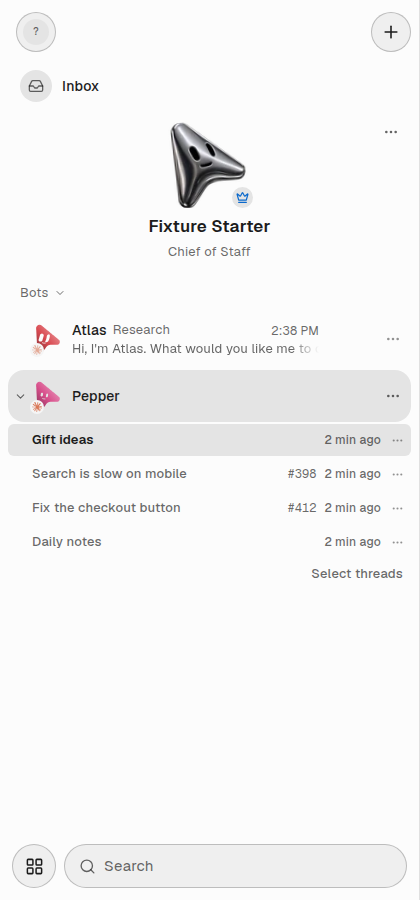 ?
Inbox
Fixture Starter
Chief of Staff
Bots
Atlas Research 2:38 PM
Hi, I'm Atlas. What would you like me to
Pepper
Gift ideas 2 min ago
Search is slow on mobile #398 2 min ago
Fix the checkout button #412 2 min ago
Daily notes 2 min ago
Select threads
Search